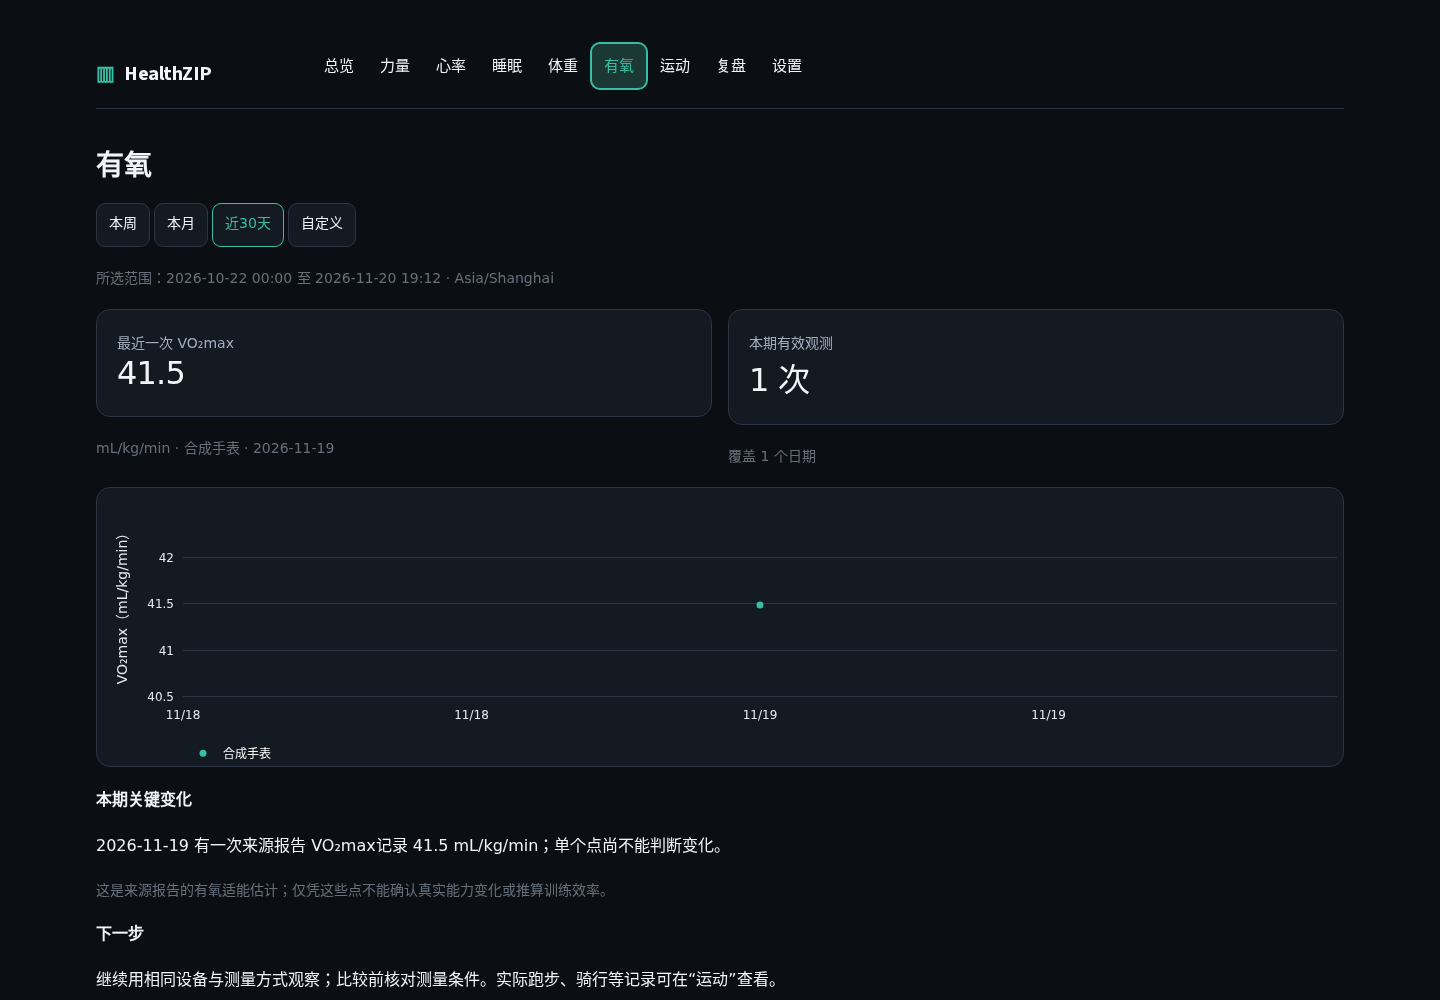 HealthZIP
总览 力量 心率 睡眠 体重 有氧 运动 复盘 设置
有氧
本周 本月 近30天 自定义
所选范围：2026-10-22 00:00 至 2026-11-20 19:12 · Asia/Shanghai
最近一次 VO₂max
41.5
mL/kg/min · 合成手表 · 2026-11-19
本期有效观测
1 次
覆盖 1 个日期
VO₂max（mL/kg/min）
42
41.5
41
40.5
11/18 11/18 11/19 11/19
合成手表
本期关键变化
2026-11-19 有一次来源报告 VO₂max记录 41.5 mL/kg/min；单个点尚不能判断变化。
这是来源报告的有氧适能估计；仅凭这些点不能确认真实能力变化或推算训练效率。
下一步
继续用相同设备与测量方式观察；比较前核对测量条件。实际跑步、骑行等记录可在“运动”查看。